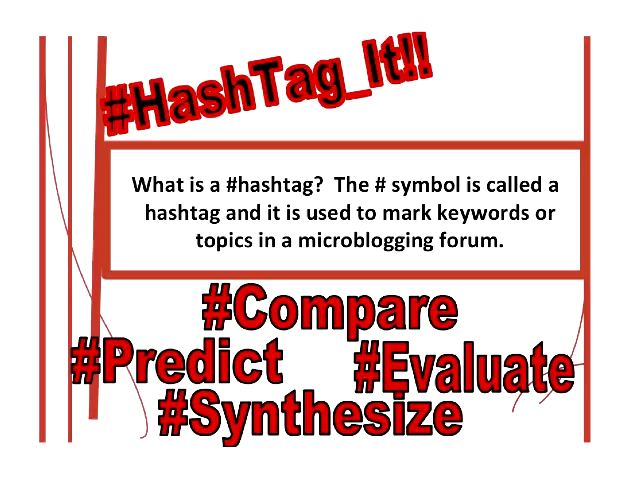 #HashTag_It!!
What is a #hashtag? The # symbol is called a
hashtag and it is used to mark keywords or
topics in a microblogging forum.
#Compare
#Predict #Evaluate
#Synthesize